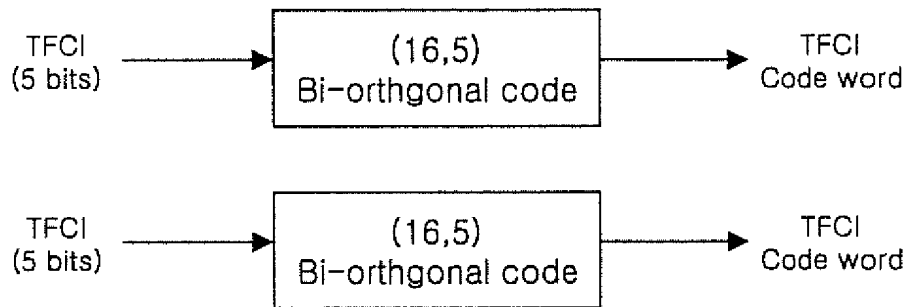 TFCI
(5 bits)
(16,5)
Bi-orthgonal code
TFCI
Code word
TFCI
(5 bits)
(16,5)
Bi-orthgonal code
TFCI
Code word